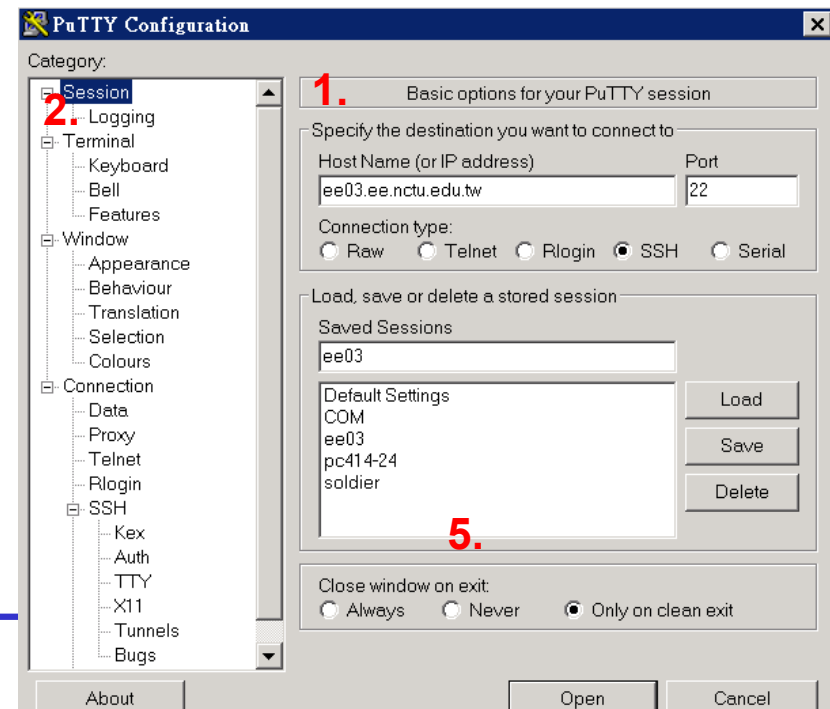 PuTTY Configuration
Category:
Session
2.
Logging
Terminal
Keyboard
Bell
Features
Window
Appearance
Behaviour
Translation
Selection
Colours
Connection
Data
Proxy
Telnet
Rlogin
SSH
Kex
Auth
TTY
X11
Tunnels
Bugs
1.
Basic options for your PuTTY session
Specify the destination you want to connect to
Host Name (or IP address) Port
ee03.ee.nctu.edu.tw 22
Connection type:
Raw Telnet Rlogin SSH Serial
Load, save or delete a stored session
Saved Sessions
ee03
Default Settings
COM
ee03
pc414-24
soldier
Load
Save
Delete
5.
Close window on exit:
Always Never Only on clean exit
About Open Cancel